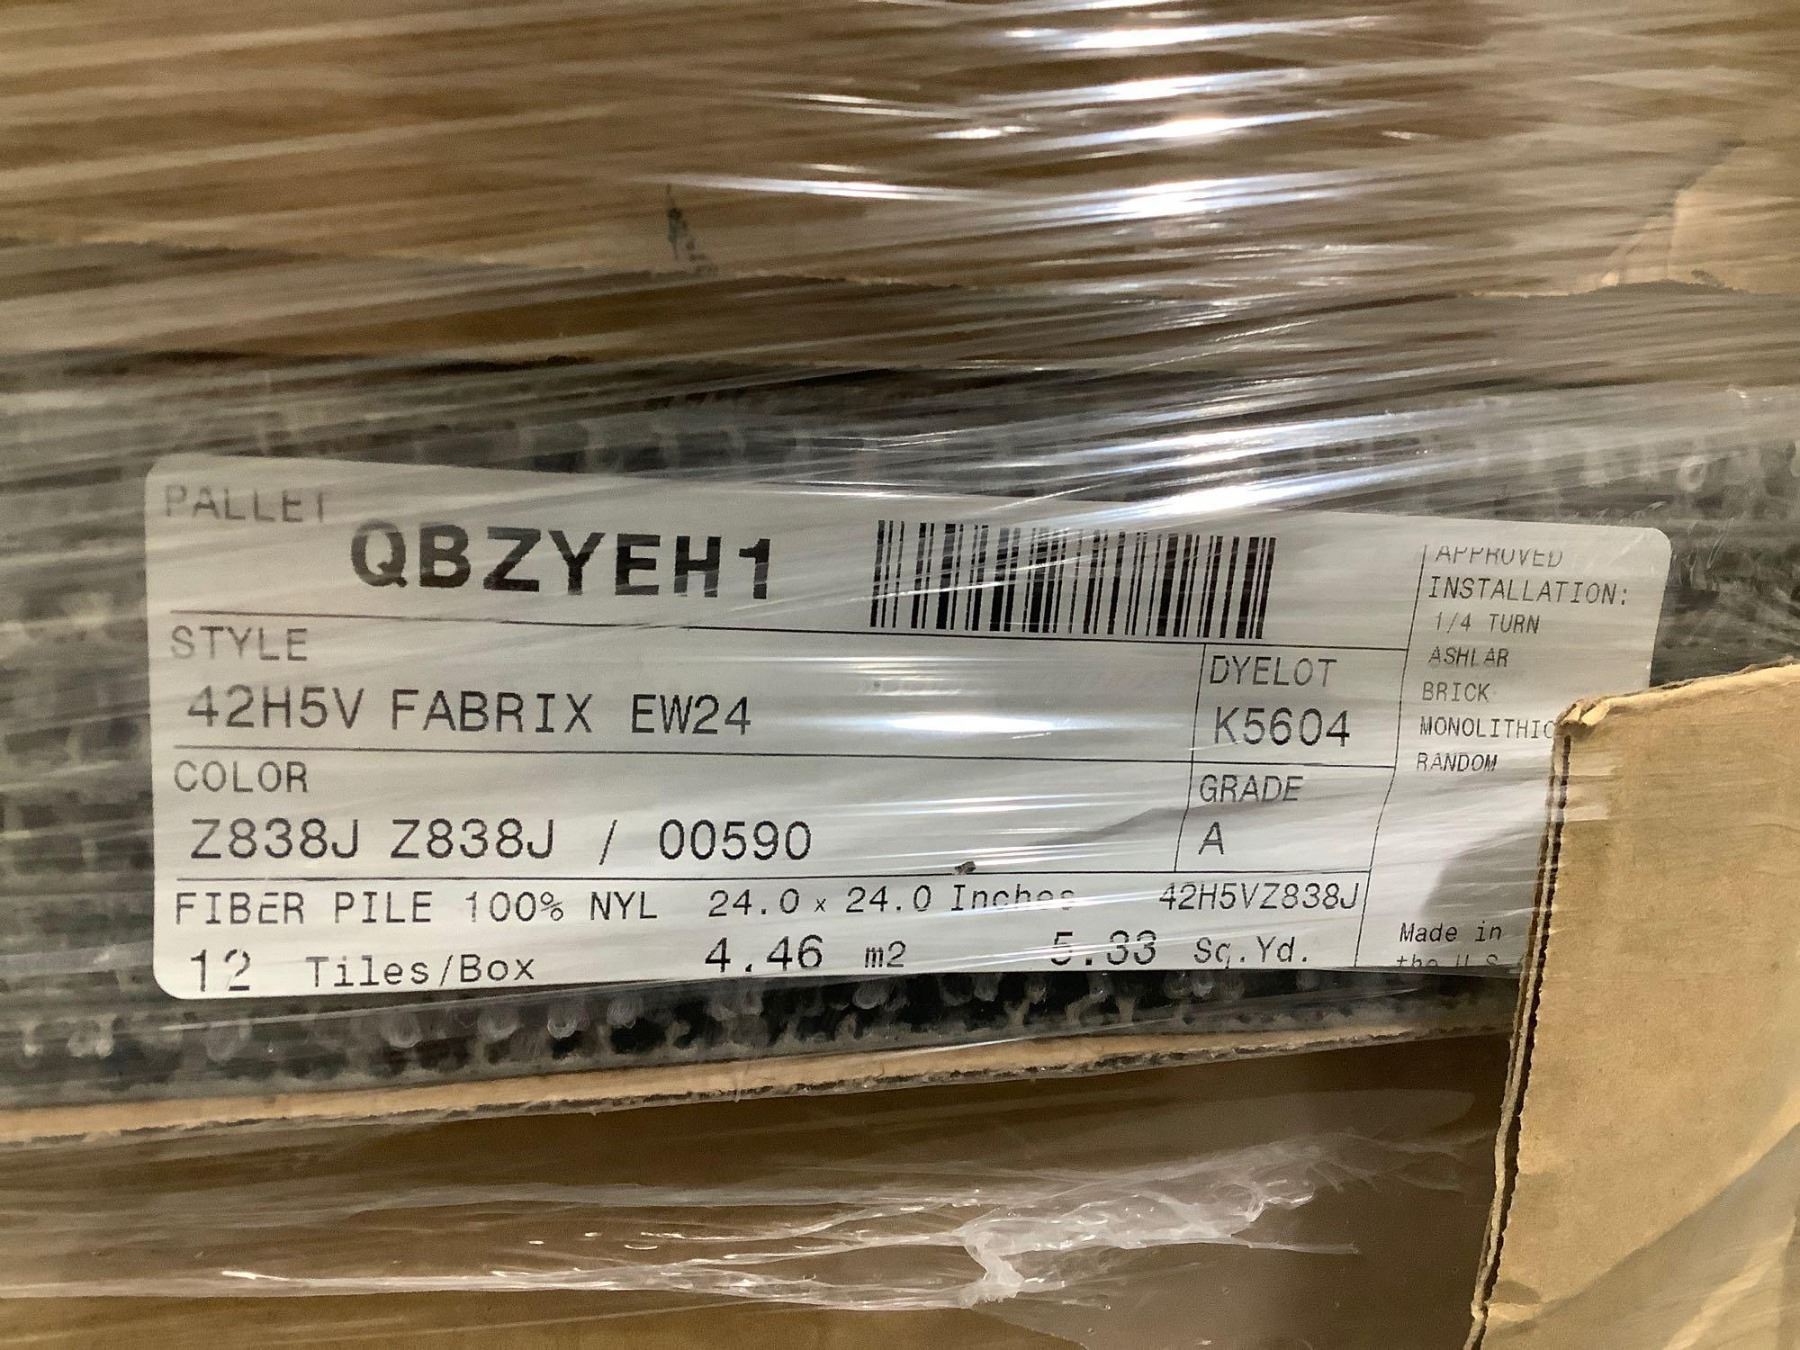 PALLET
QBZYEH1
STYLE
42H5V FABRIX EW24
COLOR
Z838J Z838J / 00590
DYELOT
K5604
GRADE
A
FIBER PILE 100% NYL 24.0 x 24.0 Inches 42H5VZ838J
12 Tiles/Box 4.46 m2 5.33 Sq.Yd.
APPROVED
INSTALLATION:
1/4 TURN
ASHLAR
BRICK
MONOLITHIC
RANDOM
Made in
the U.S